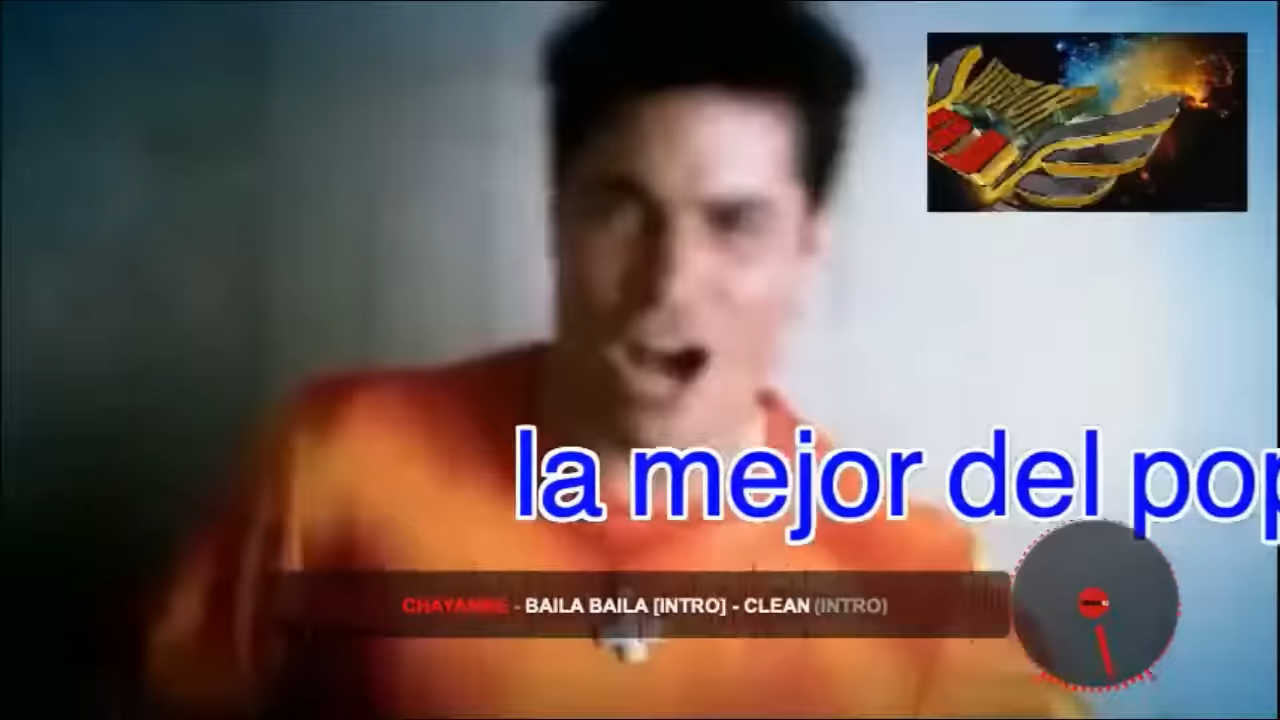 la mejor del pop
CHAYANNE - BAILA BAILA [INTRO] - CLEAN (INTRO)